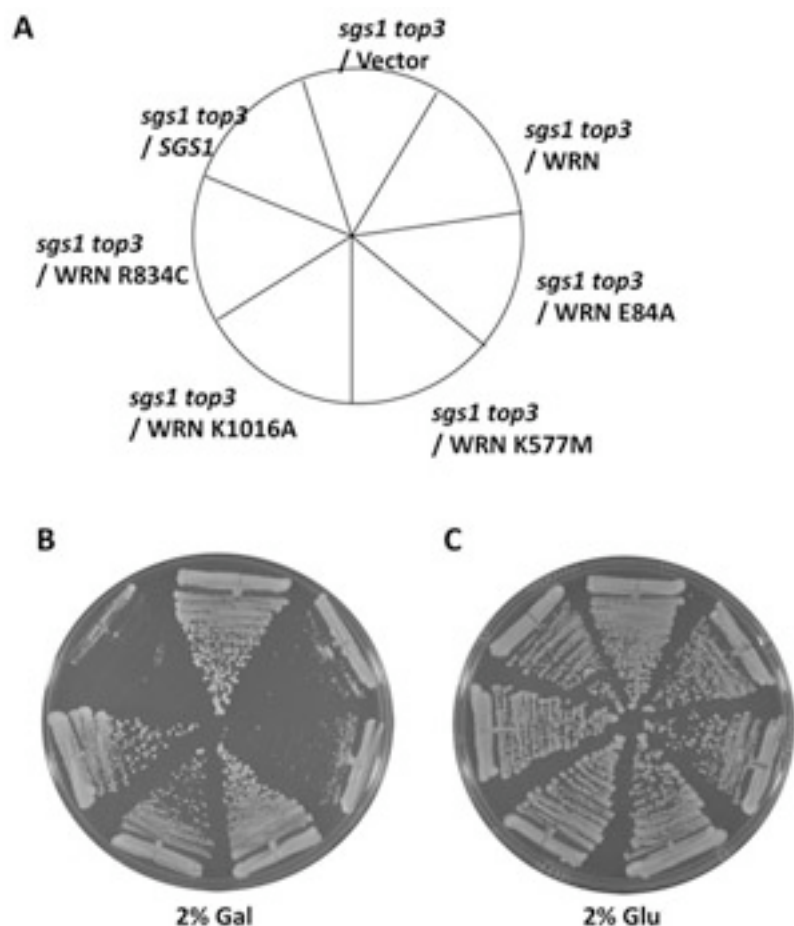 A
sgs1 top3
/ Vector
sgs1 top3
/ SGS1
sgs1 top3
/ WRN
sgs1 top3
/ WRN R834C
sgs1 top3
/ WRN E84A
sgs1 top3
/ WRN K1016A
sgs1 top3
/ WRN K577M
B
C
2% Gal
2% Glu